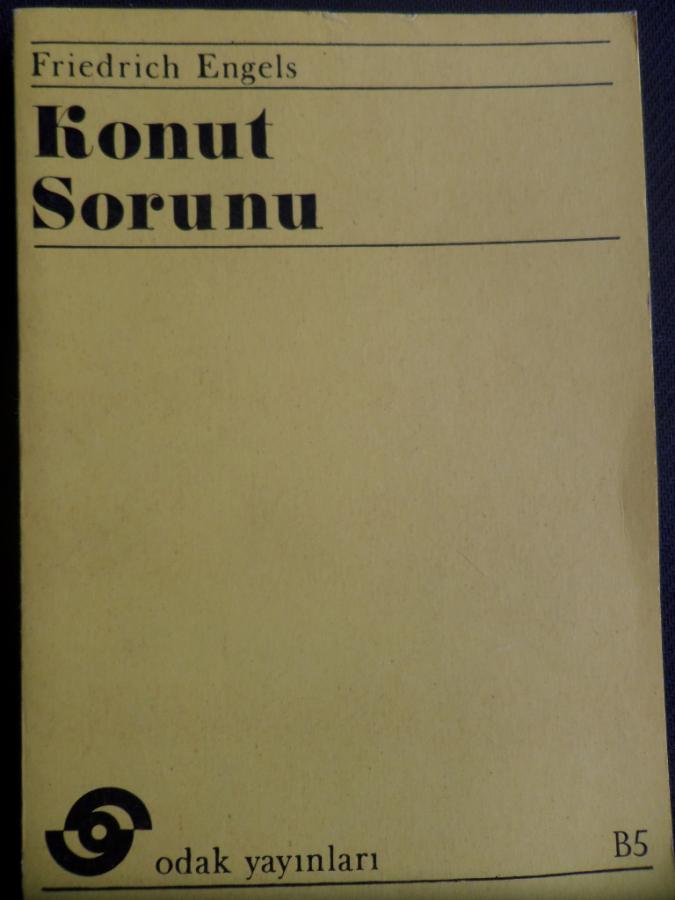 Friedrich Engels
Konut
Sorunu
odak yayınları
B5